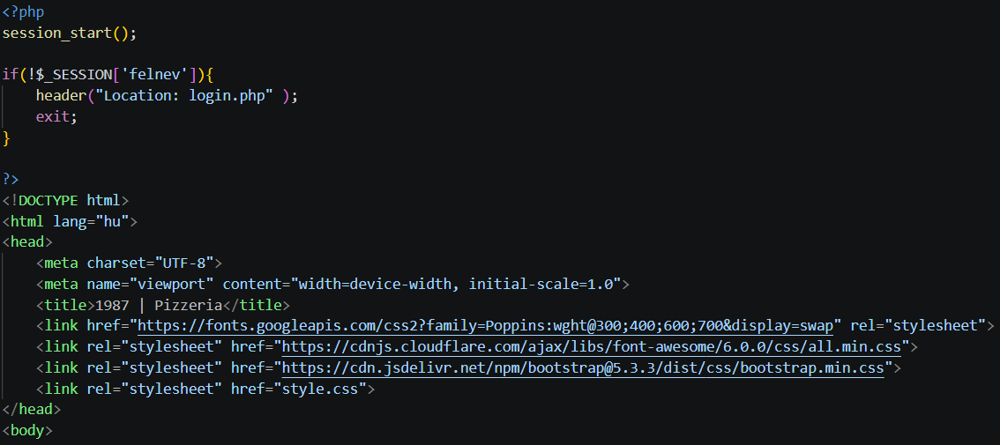 <?php
session_start();
if(!$_SESSION['felnev']){
    header("Location: login.php" );
    exit;
}
?>
<!DOCTYPE html>
<html lang="hu">
<head>
    <meta charset="UTF-8">
    <meta name="viewport" content="width=device-width, initial-scale=1.0">
    <title>1987 | Pizzeria</title>
    <link href="https://fonts.googleapis.com/css2?family=Poppins:wght@300;400;600;700&display=swap" rel="stylesheet">
    <link rel="stylesheet" href="https://cdnjs.cloudflare.com/ajax/libs/font-awesome/6.0.0/css/all.min.css">
    <link rel="stylesheet" href="https://cdn.jsdelivr.net/npm/bootstrap@5.3.3/dist/css/bootstrap.min.css">
    <link rel="stylesheet" href="style.css">
</head>
<body>